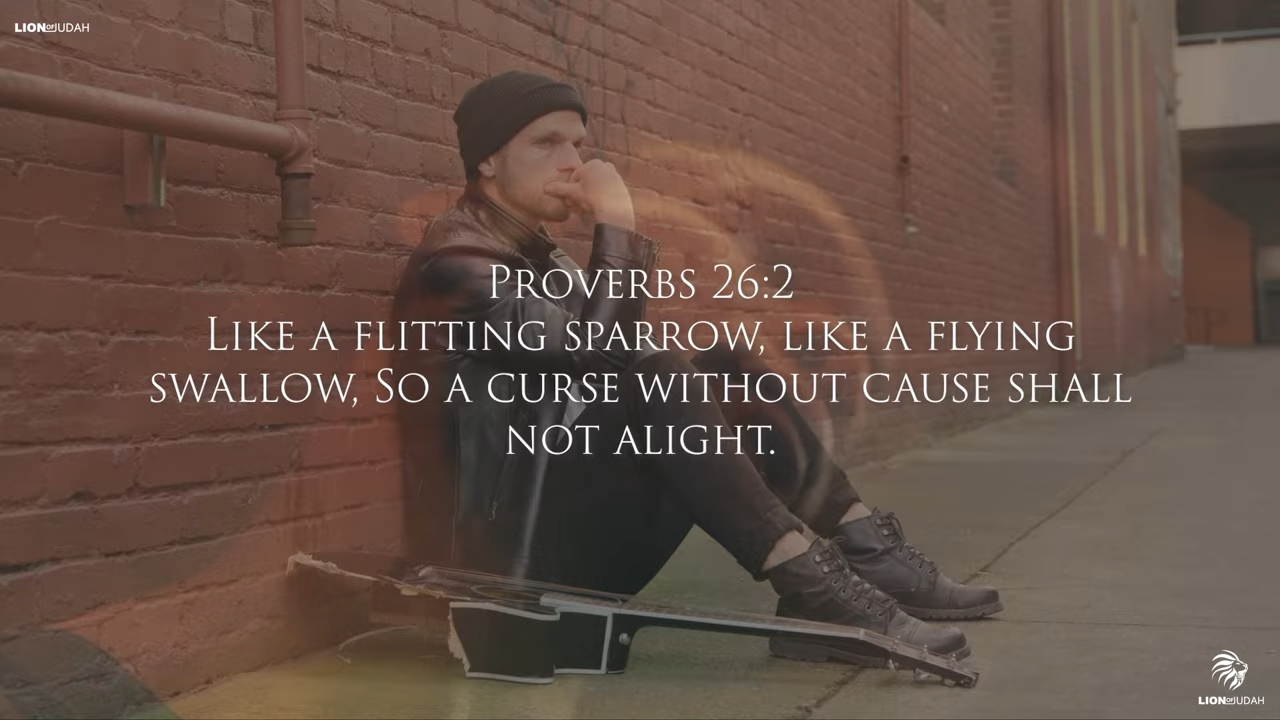 LION OF JUDAH
Proverbs 26:2
Like a flitting sparrow, like a flying
swallow, So a curse without cause shall
not alight.
LION OF JUDAH